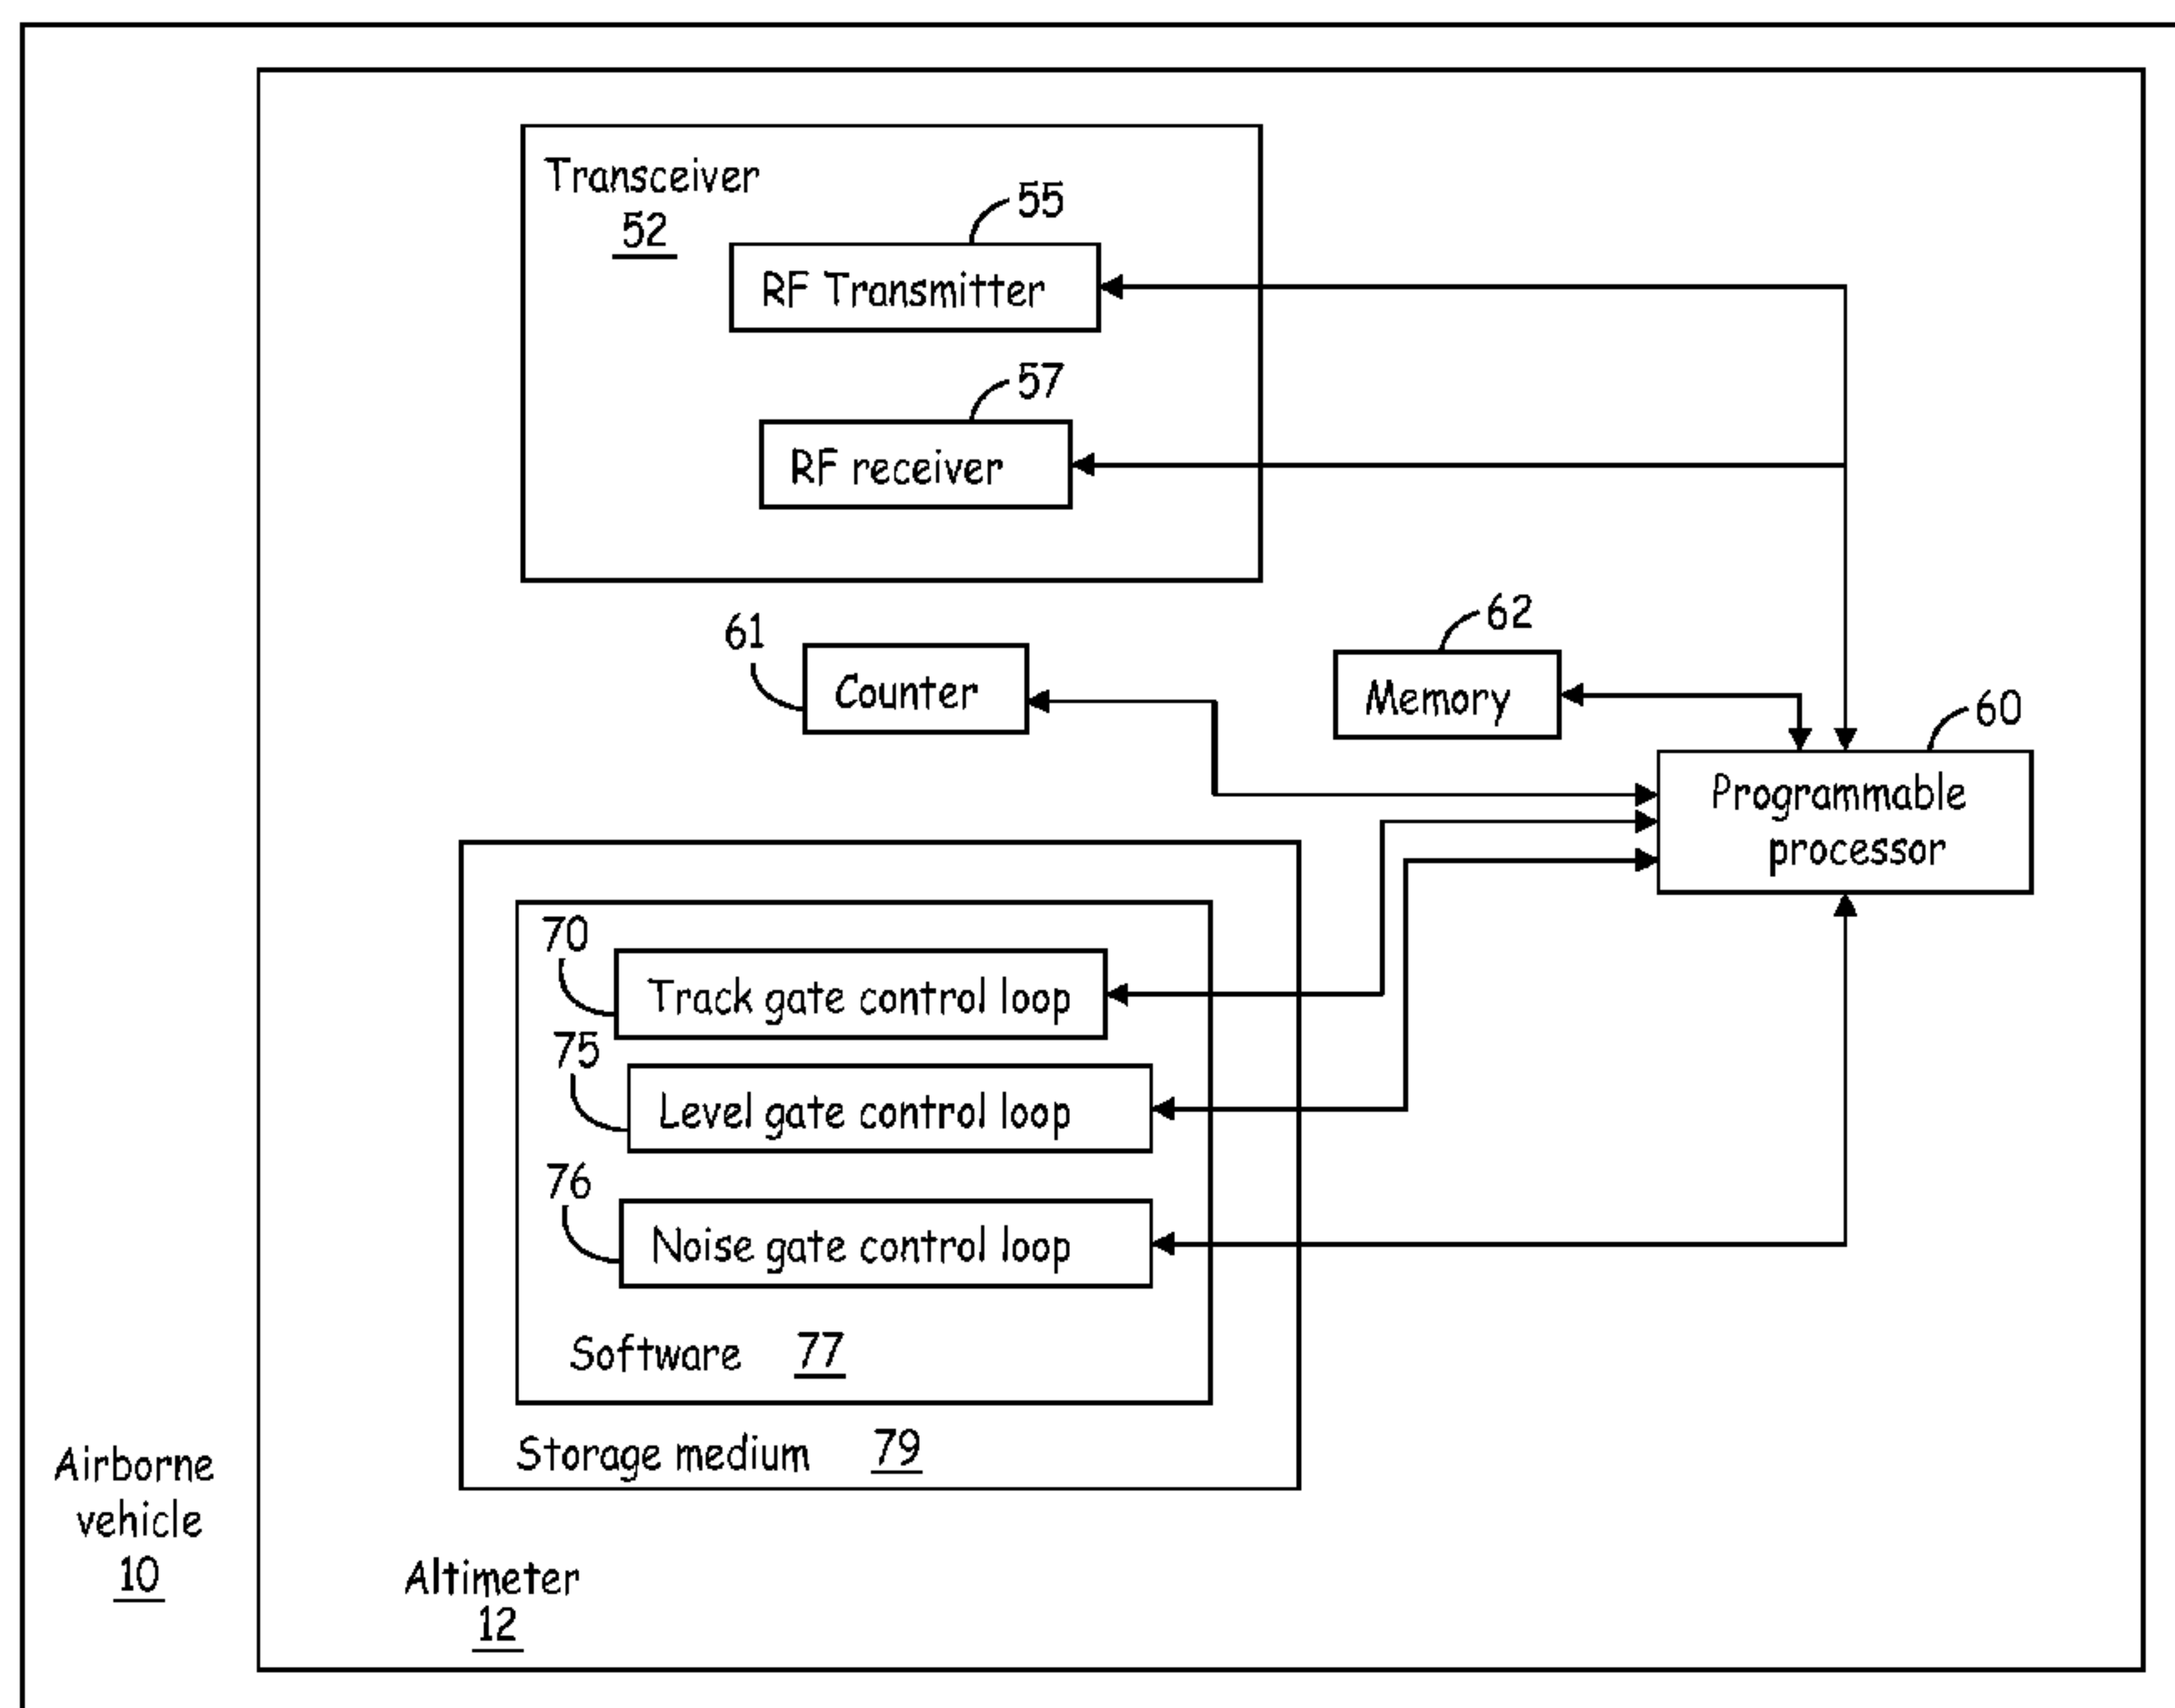 Transceiver
52
55
RF Transmitter
57
RF receiver
61
Counter
62
Memory
60
Programmable
processor
70
Track gate control loop
75
Level gate control loop
76
Noise gate control loop
Software 77
Storage medium 79
Airborne
vehicle
10
Altimeter
12